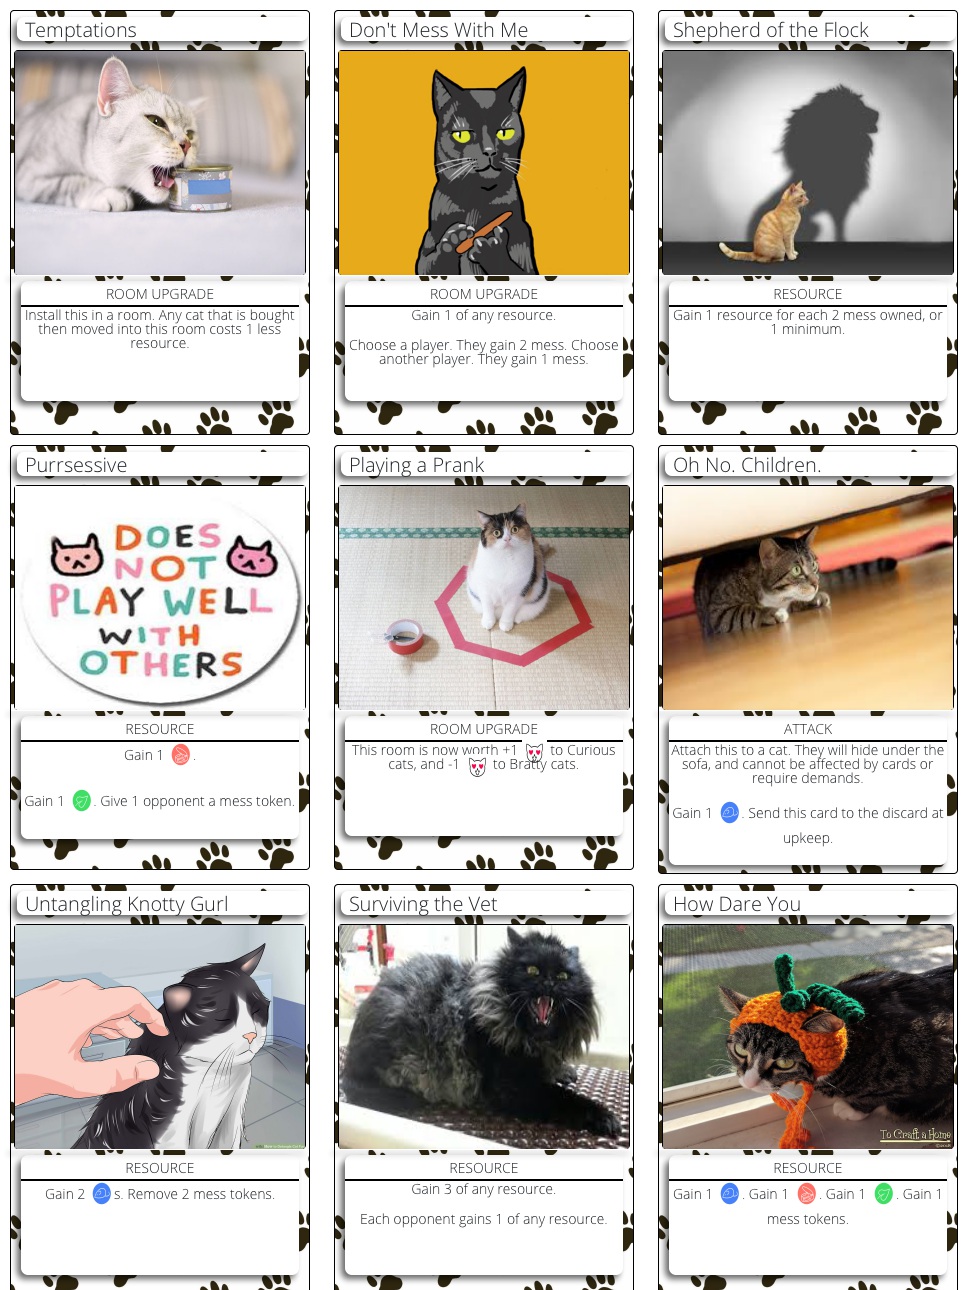 Temptations
ROOM UPGRADE
Install this in a room. Any cat that is bought
then moved into this room costs 1 less
resource.
Don't Mess With Me
ROOM UPGRADE
Gain 1 of any resource.
Choose a player. They gain 2 mess. Choose
another player. They gain 1 mess.
Shepherd of the Flock
RESOURCE
Gain 1 resource for each 2 mess owned, or
1 minimum.
Purrsessive
DOES
NOT
PLAY WELL
WITH
OTHERS
RESOURCE
Gain 1 .
Gain 1 . Give 1 opponent a mess token.
Playing a Prank
ROOM UPGRADE
This room is now worth +1 to Curious
cats, and -1 to Bratty cats.
Oh No. Children.
ATTACK
Attach this to a cat. They will hide under the
sofa, and cannot be affected by cards or
require demands.
Gain 1 . Send this card to the discard at
upkeep.
Untangling Knotty Gurl
RESOURCE
Gain 2 s. Remove 2 mess tokens.
Surviving the Vet
RESOURCE
Gain 3 of any resource.
Each opponent gains 1 of any resource.
How Dare You
To Craft a Home
RESOURCE
Gain 1 . Gain 1 . Gain 1 . Gain 1
mess tokens.